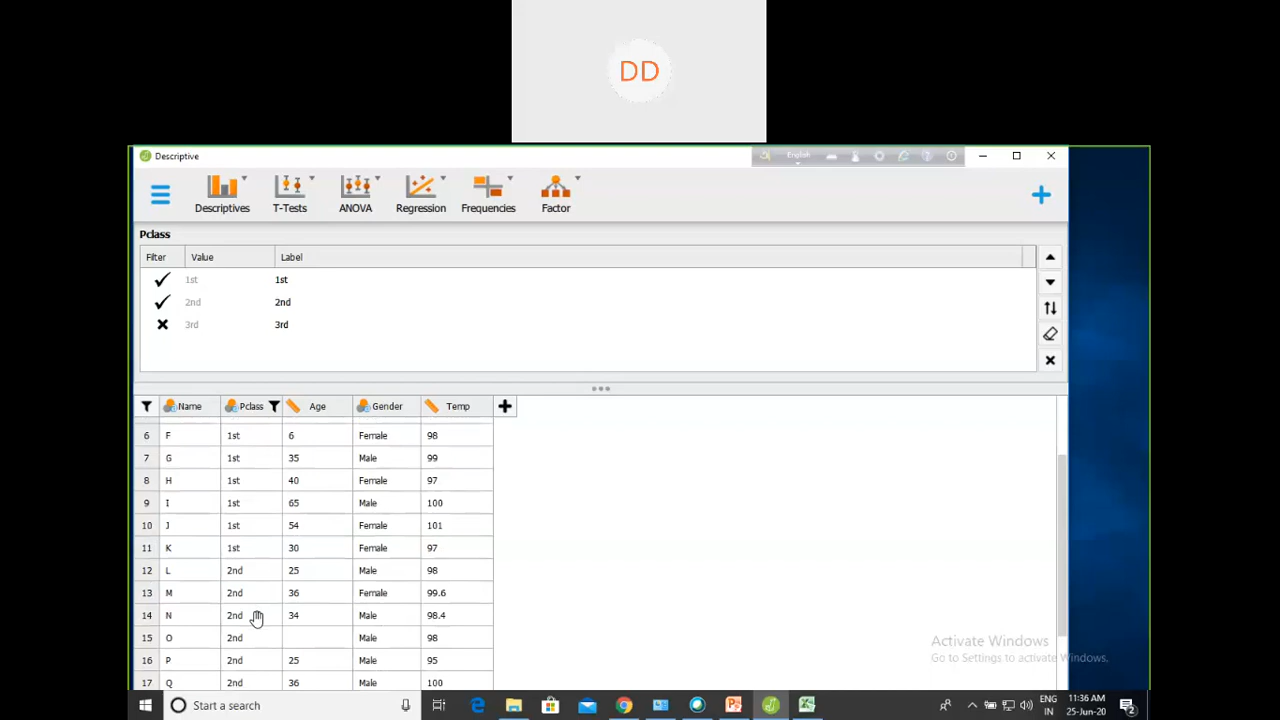 DD
Descriptive
English
Descriptives
T-Tests
ANOVA
Regression
Frequencies
Factor
Pclass
Filter Value Label
1st 1st
2nd 2nd
3rd 3rd
Name Pclass Age Gender Temp
6 F 1st 6 Female 98
7 G 1st 35 Male 99
8 H 1st 40 Female 97
9 I 1st 65 Male 100
10 J 1st 54 Female 101
11 K 1st 30 Female 97
12 L 2nd 25 Male 98
13 M 2nd 36 Female 99.6
14 N 2nd 34 Male 98.4
15 O 2nd Male 98
16 P 2nd 25 Male 95
17 Q 2nd 36 Male 100
Activate Windows
Go to Settings to activate Windows.
Start a search
ENG
IN
11:36 AM
25-Jun-20
2